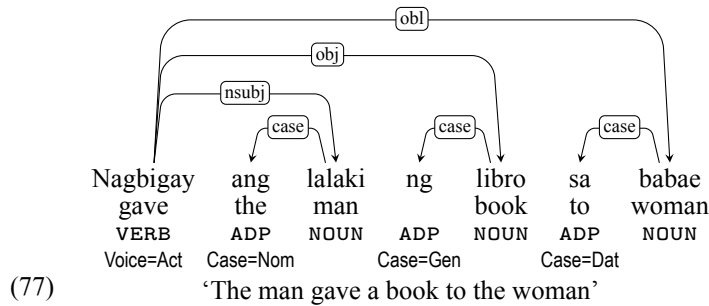 obl
obj
nsubj
case case case
Nagbigay ang lalaki ng libro sa babae
gave the man book to woman
VERB ADP NOUN ADP NOUN ADP NOUN
Voice=Act Case=Nom Case=Gen Case=Dat
(77) ‘The man gave a book to the woman’